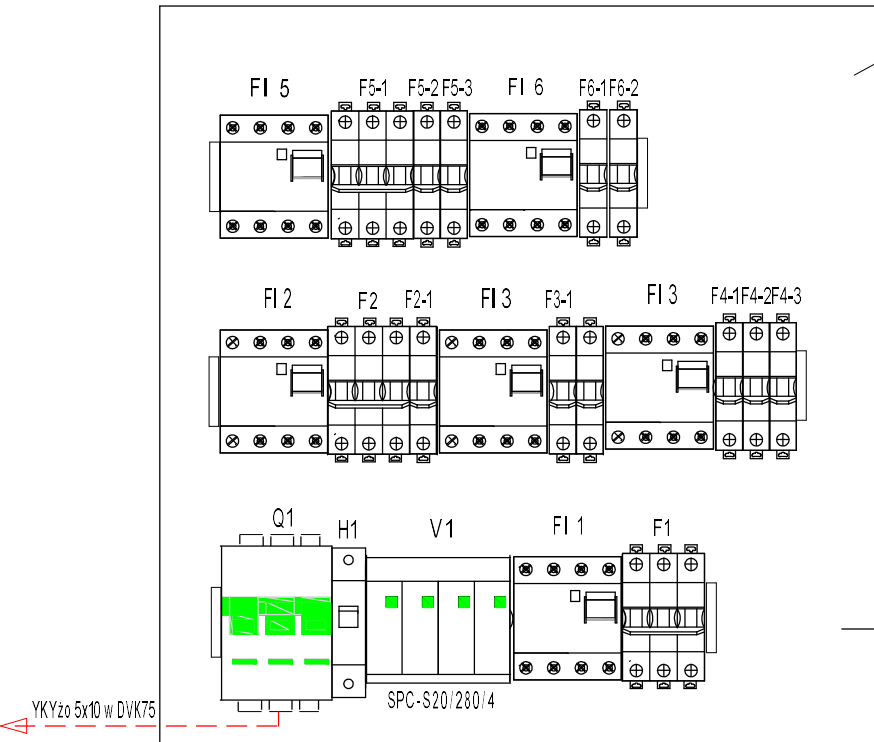 FI 5 F5-1 F5-2 F5-3 FI 6 F6-1 F6-2
FI 2 F2 F2-1 FI 3 F3-1 FI 3 F4-1 F4-2 F4-3
Q1 H1 V1 FI 1 F1
SPC-S20/280/4
YKYżo 5x10 w DVK75